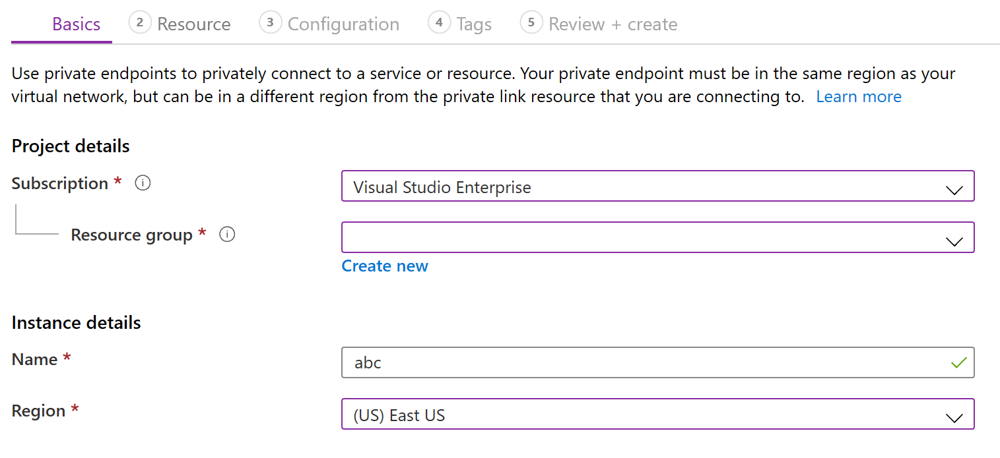 Basics 2 Resource 3 Configuration 4 Tags 5 Review + create
Use private endpoints to privately connect to a service or resource. Your private endpoint must be in the same region as your
virtual network, but can be in a different region from the private link resource that you are connecting to. Learn more
Project details
Subscription * i Visual Studio Enterprise
Resource group * i
Create new
Instance details
Name * abc
Region * (US) East US